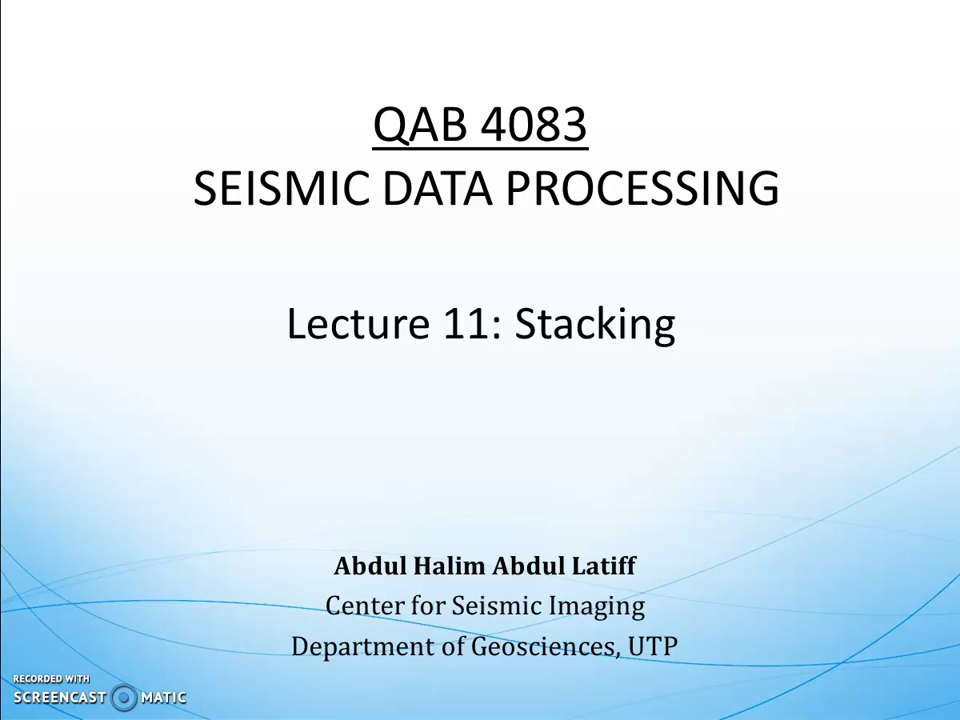 QAB 4083
SEISMIC DATA PROCESSING
Lecture 11: Stacking
Abdul Halim Abdul Latiff
Center for Seismic Imaging
Department of Geosciences, UTP
RECORDED WITH
SCREENCAST MATIC